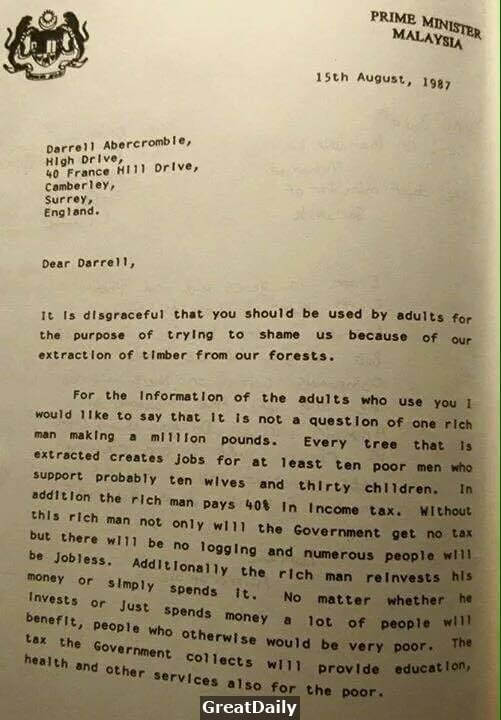 PRIME MINISTER
MALAYSIA
15th August, 1987
Darrell Abercrombie,
High Drive,
40 France Hill Drive,
Camberley,
Surrey,
England.
Dear Darrell,
It is disgraceful that you should be used by adults for
the purpose of trying to shame us because of our
extraction of timber from our forests.
For the information of the adults who use you I
would like to say that it is not a question of one rich
man making a million pounds. Every tree that is
extracted creates jobs for at least ten poor men who
support probably ten wives and thirty children. In
addition the rich man pays 40% in income tax. Without
this rich man not only will the Government get no tax
but there will be no logging and numerous people will
be jobless. Additionally the rich man reinvests his
money or simply spends it. No matter whether he
invests or just spends money a lot of people will
benefit, people who otherwise would be very poor. The
tax the Government collects will provide education,
health and other services also for the poor.
GreatDaily